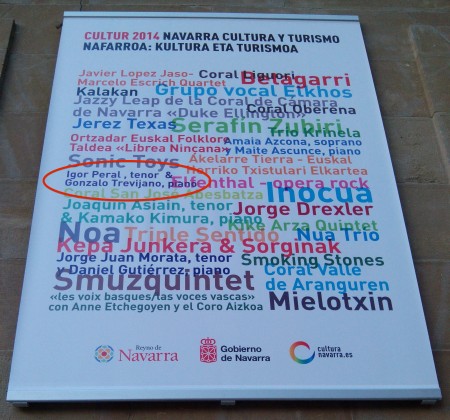 CULTUR 2014 NAVARRA CULTURA Y TURISMO
NAFARROA: KULTURA ETA TURISMOA
Javier Lopez Jaso- Coral Liguori
Marcelo Escrich Quartet Betagarri
Kalakan Grupo vocal Elkhos
Jazzy Leap de la Coral de Cámara
de Navarra «Duke Ellington» Coral Oberena
Jerez Texas Serafín Zubiri
Trio Krinela
Ortzadar Euskal Folklore Amaia Azcona, soprano
Taldea «Librea Ninçana» y Maite Ascunce, piano
Sonic Toys Akelarre Tierra - Euskal
Herriko Txistulari Elkartea
Igor Peral, tenor &
Gonzalo Trevijano, piano Elfenthal - opera rock
Coral San José Abesbatza Inocua
Joaquín Asiain, tenor Jorge Drexler
& Kamako Kimura, piano Kike Arza Quintet
Noa Triple Sentido Nua Trio
Kepa Junkera & Sorginak
Jorge Juan Morata, tenor Smoking Stones
y Daniel Gutiérrez, piano Coral Valle
Smuzquintet de Aranguren
«les voix basques/las voces vascas» Mielotxin
con Anne Etchegoyen y el Coro Aizkoa
Reyno de
Navarra
Gobierno
de Navarra
cultura
navarra.es